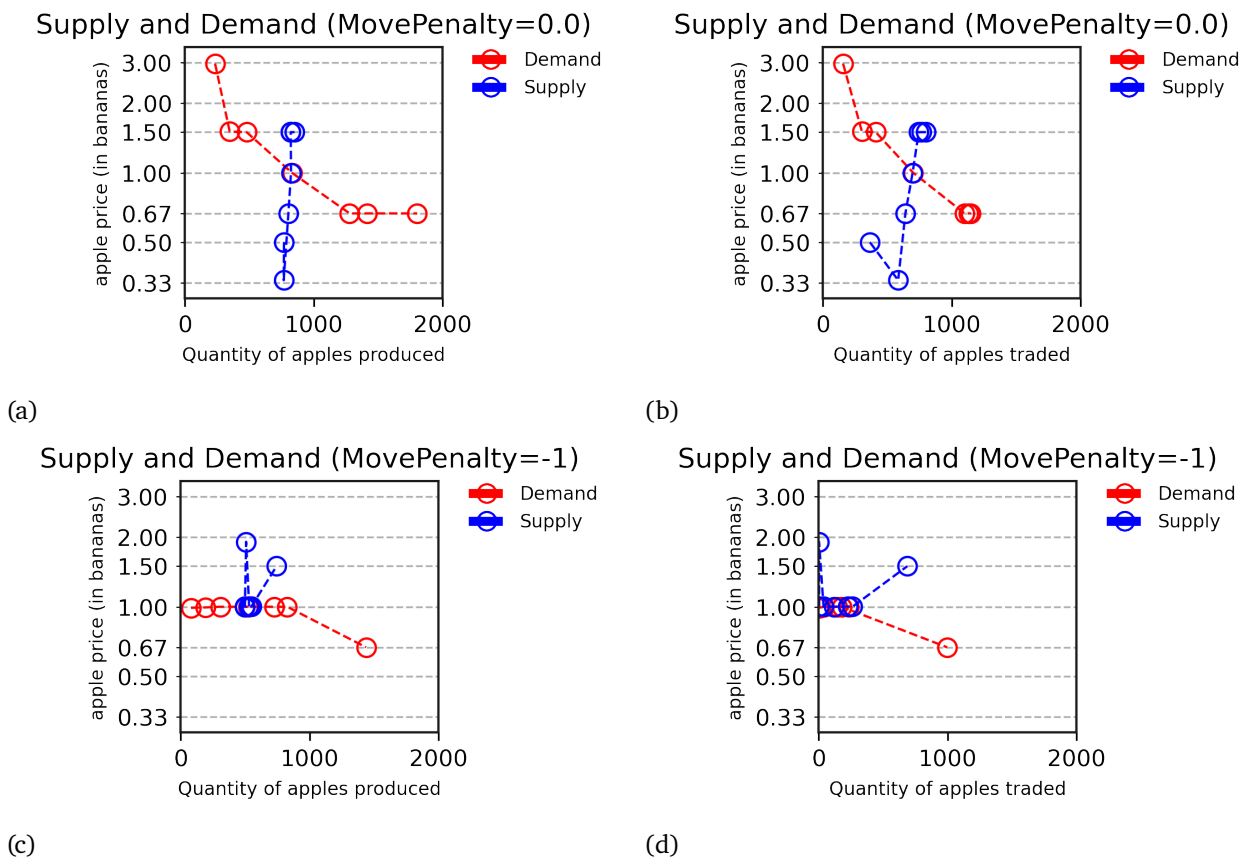 Supply and Demand (MovePenalty=0.0)
apple price (in bananas)
3.00
2.00
1.50
1.00
0.67
0.50
0.33
0
1000
2000
Quantity of apples produced
Demand
Supply
(a)
Supply and Demand (MovePenalty=0.0)
apple price (in bananas)
3.00
2.00
1.50
1.00
0.67
0.50
0.33
0
1000
2000
Quantity of apples traded
Demand
Supply
(b)
Supply and Demand (MovePenalty=-1)
apple price (in bananas)
3.00
2.00
1.50
1.00
0.67
0.50
0.33
0
1000
2000
Quantity of apples produced
Demand
Supply
(c)
Supply and Demand (MovePenalty=-1)
apple price (in bananas)
3.00
2.00
1.50
1.00
0.67
0.50
0.33
0
1000
2000
Quantity of apples traded
Demand
Supply
(d)